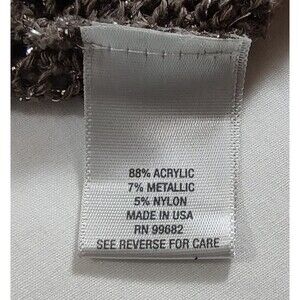 88% ACRYLIC
7% METALLIC
5% NYLON
MADE IN USA
RN 99682
SEE REVERSE FOR CARE